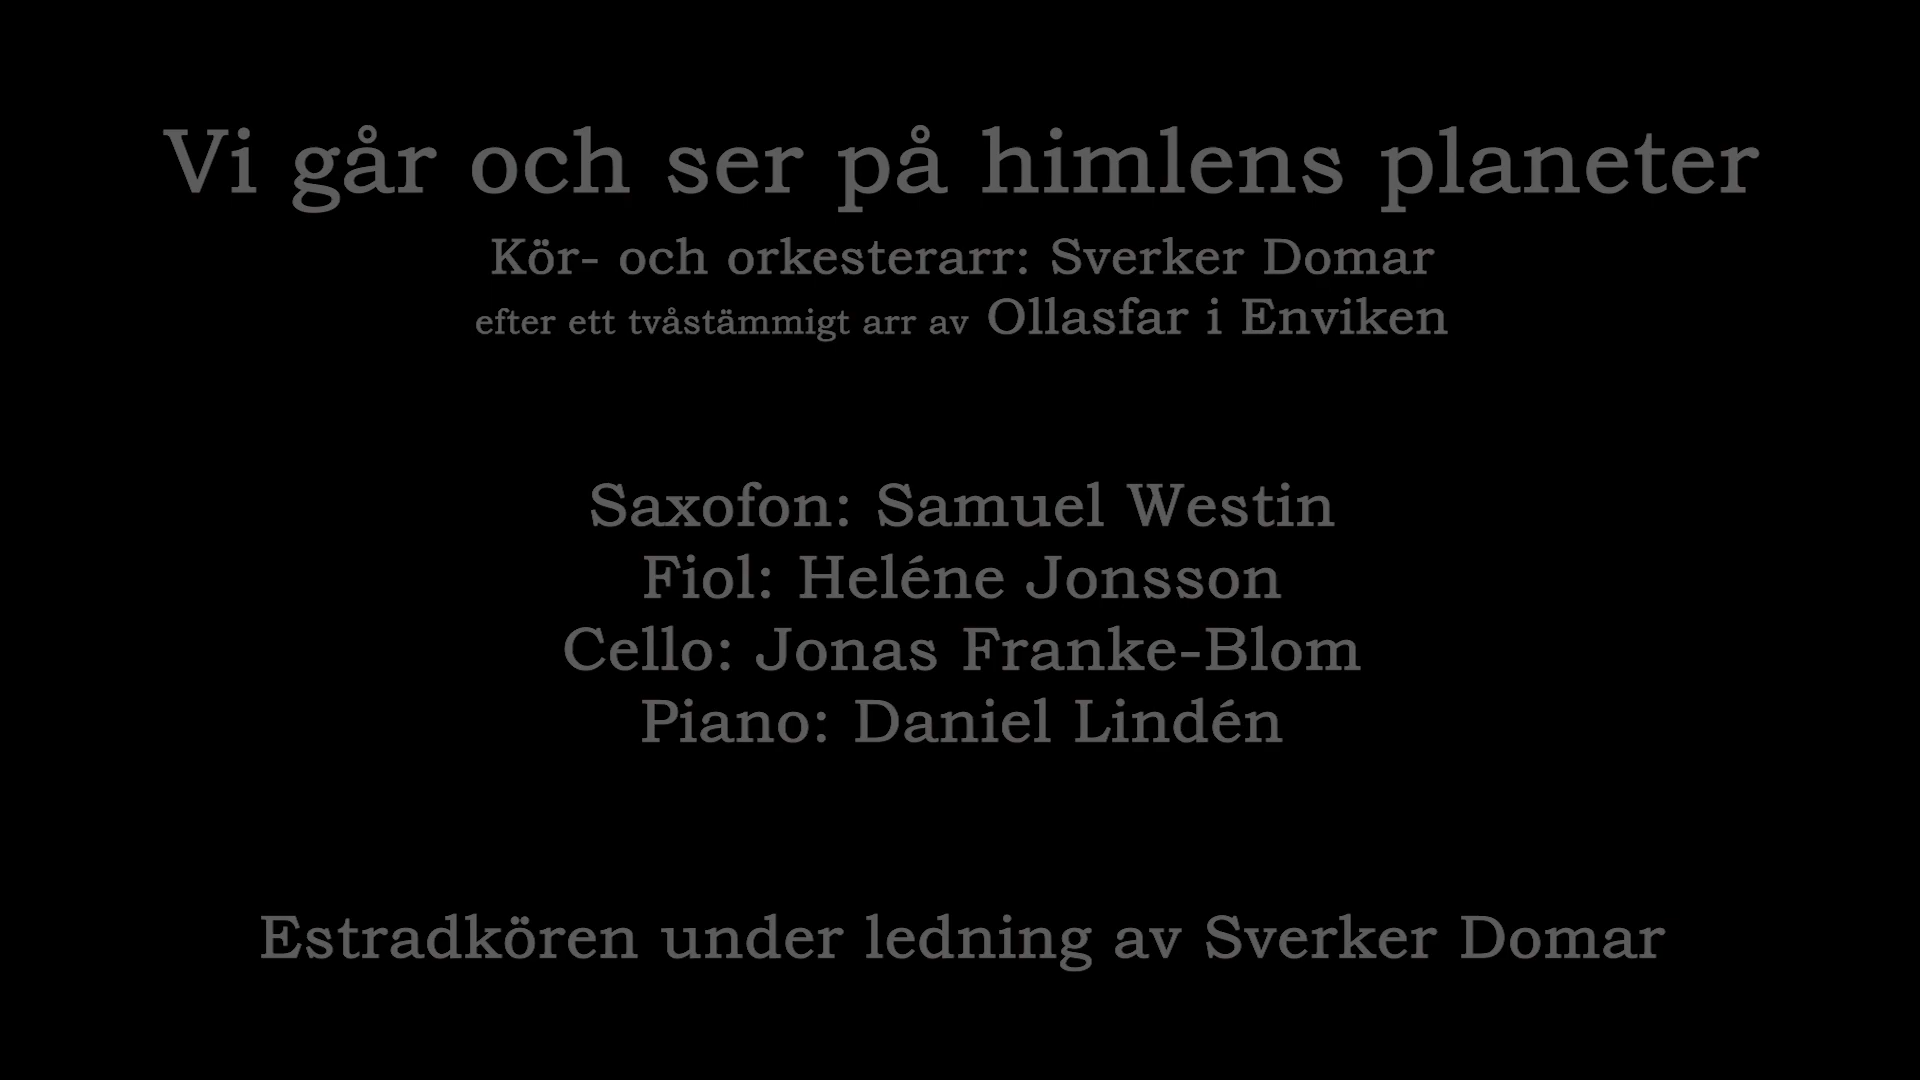 Vi går och ser på himlens planeter
Kör- och orkesterarr: Sverker Domar
efter ett tvåstämmigt arr av Ollasfar i Enviken
Saxofon: Samuel Westin
Fiol: Heléne Jonsson
Cello: Jonas Franke-Blom
Piano: Daniel Lindén
Estradkören under ledning av Sverker Domar